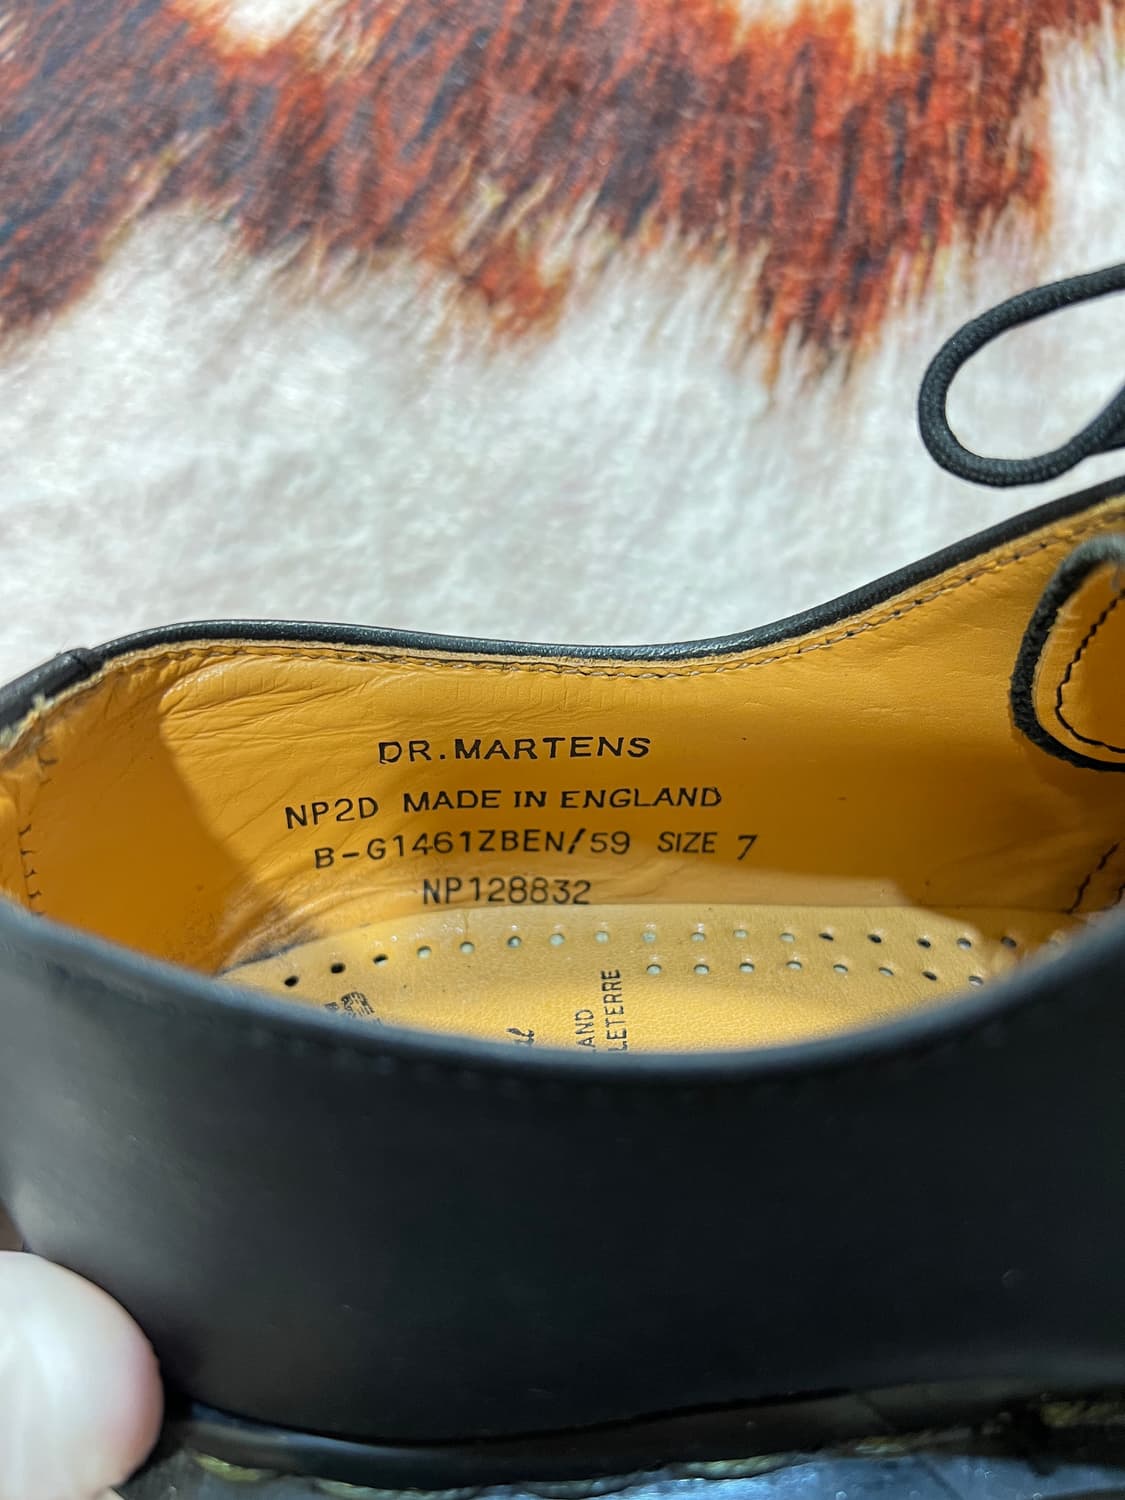 DR.MARTENS
NP2D MADE IN ENGLAND
B-G1461ZBEN/59 SIZE 7
NP128832